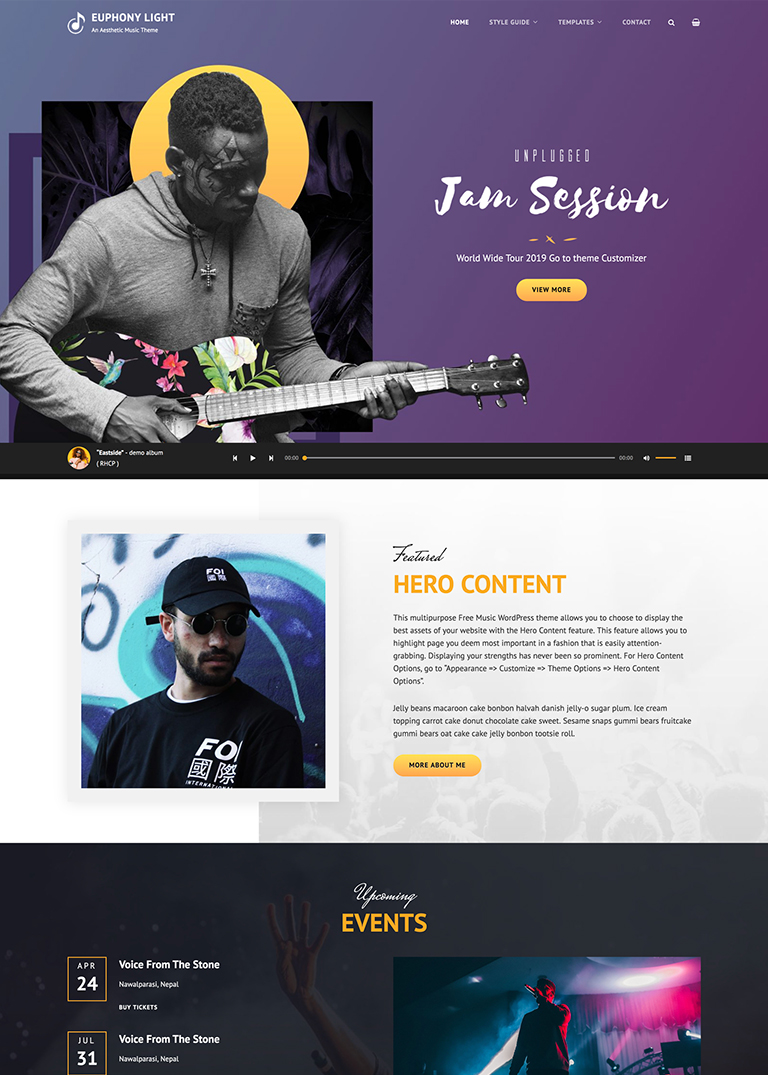 EUPHONY LIGHT
An Aesthetic Music Theme
HOME
STYLE GUIDE
TEMPLATES
CONTACT
UNPLUGGED
Jam Session
World Wide Tour 2019 Go to theme Customizer
VIEW MORE
"Eastside" - demo album
( RHCP )
00:00
00:00
FOI
國際
FOI
國際
INTERNATIONAL
Featured
HERO CONTENT
This multipurpose Free Music WordPress theme allows you to choose to display the
best assets of your website with the Hero Content feature. This feature allows you to
highlight page you deem most important in a fashion that is easily attention-
grabbing. Displaying your strengths has never been so prominent. For Hero Content
Options, go to "Appearance => Customize => Theme Options => Hero Content
Options".
Jelly beans macaroon cake bonbon halvah danish jelly-o sugar plum. Ice cream
topping carrot cake donut chocolate cake sweet. Sesame snaps gummi bears fruitcake
gummi bears oat cake cake jelly bonbon tootsie roll.
MORE ABOUT ME
Upcoming
EVENTS
APR
24
Voice From The Stone
Nawalparasi, Nepal
BUY TICKETS
JUL
31
Voice From The Stone
Nawalparasi, Nepal